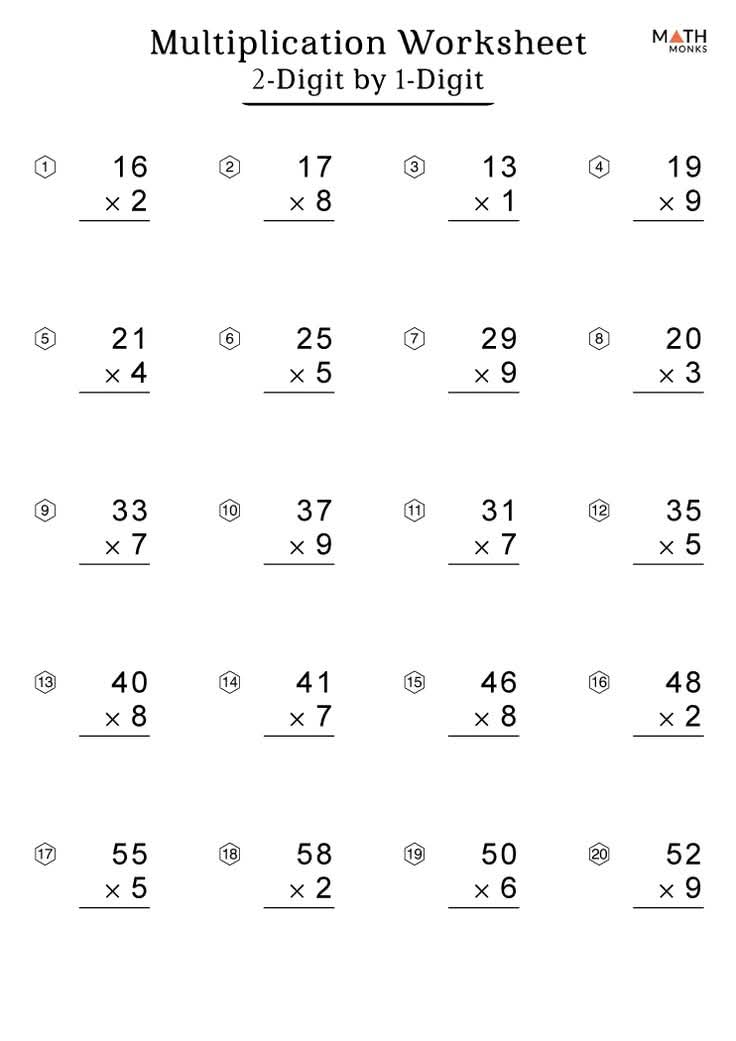 Multiplication Worksheet
MATH
MONKS
2-Digit by 1-Digit
1 16 2 17 3 13 4 19
× 2 × 8 × 1 × 9
5 21 6 25 7 29 8 20
× 4 × 5 × 9 × 3
9 33 10 37 11 31 12 35
× 7 × 9 × 7 × 5
13 40 14 41 15 46 16 48
× 8 × 7 × 8 × 2
17 55 18 58 19 50 20 52
× 5 × 2 × 6 × 9